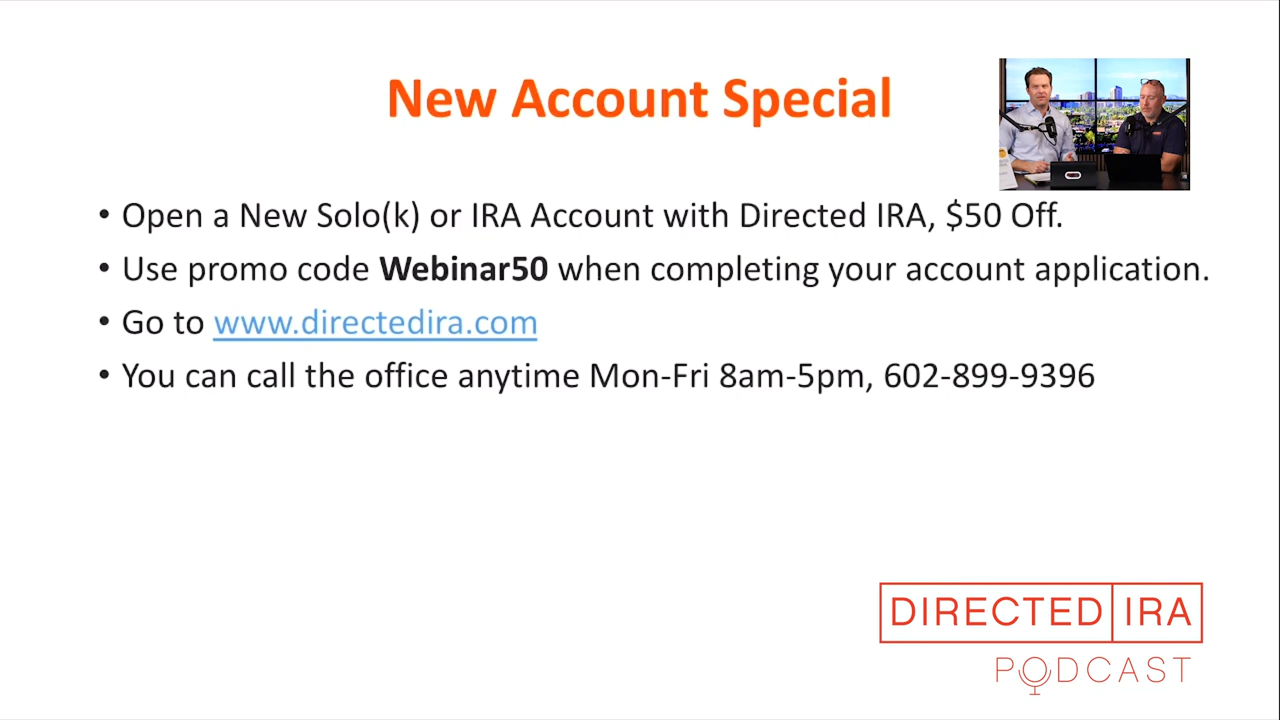 New Account Special
• Open a New Solo(k) or IRA Account with Directed IRA, $50 Off.
• Use promo code Webinar50 when completing your account application.
• Go to www.directedira.com
• You can call the office anytime Mon-Fri 8am-5pm, 602-899-9396
DIRECTED IRA
PODCAST